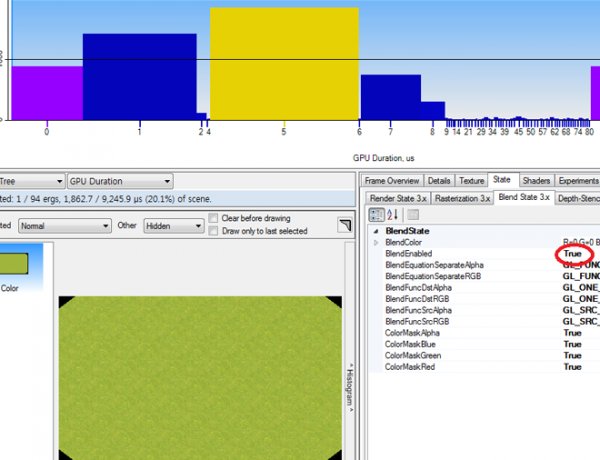 0 1 2 4 5 6 7 8 9 14 21 29 34 39 45 52 57 62 68 74 80
GPU Duration, us
Tree GPU Duration
ted: 1 / 94 ergs, 1,862.7 / 9,245.9 µs (20.1%) of scene.
ted Normal Other Hidden Clear before drawing
Draw only to last selected
Color
^ Histogram ^
Frame Overview Details Texture State Shaders Experiments
Render State 3.x Rasterization 3.x Blend State 3.x Depth-Stenc
BlendState
BlendColor R=0 G=0 B
BlendEnabled True
BlendEquationSeparateAlpha GL_FUNC
BlendEquationSeparateRGB GL_FUNC
BlendFuncDstAlpha GL_ONE_
BlendFuncDstRGB GL_ONE_
BlendFuncSrcAlpha GL_SRC_
BlendFuncSrcRGB GL_SRC_
ColorMaskAlpha True
ColorMaskBlue True
ColorMaskGreen True
ColorMaskRed True